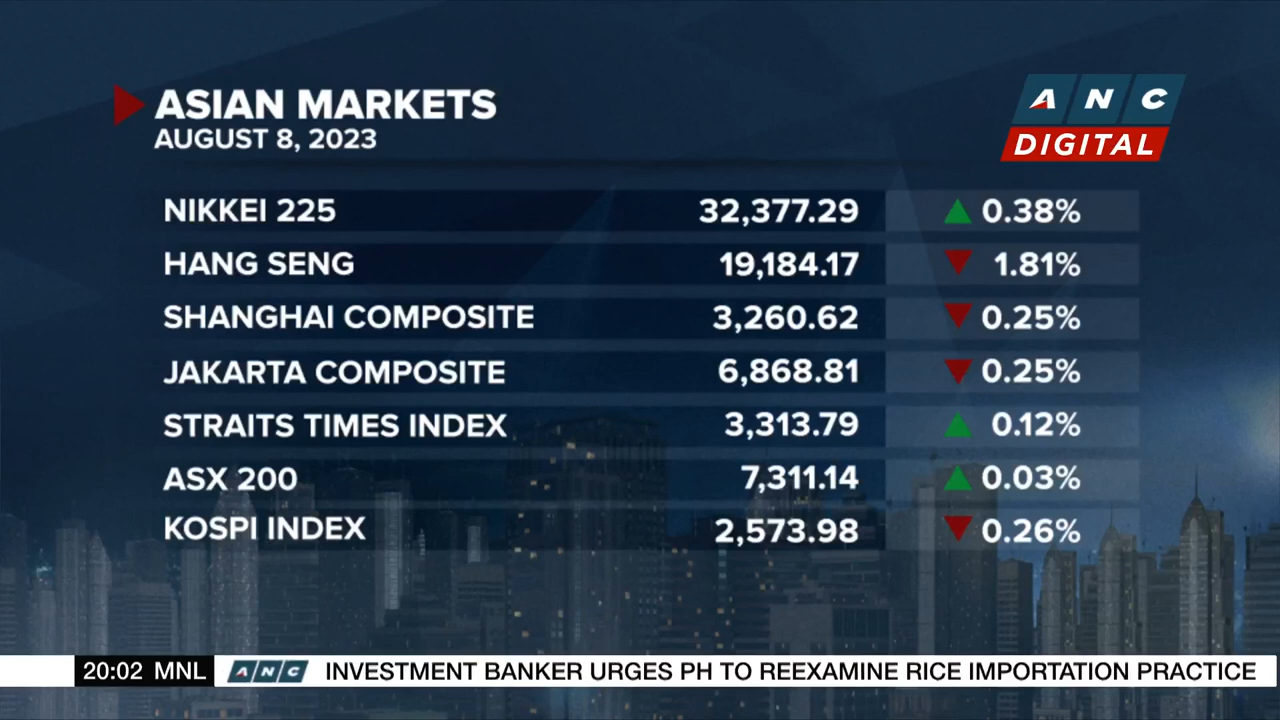 ASIAN MARKETS
AUGUST 8, 2023
ANC
DIGITAL
NIKKEI 225 32,377.29 0.38%
HANG SENG 19,184.17 1.81%
SHANGHAI COMPOSITE 3,260.62 0.25%
JAKARTA COMPOSITE 6,868.81 0.25%
STRAITS TIMES INDEX 3,313.79 0.12%
ASX 200 7,311.14 0.03%
KOSPI INDEX 2,573.98 0.26%
20:02 MNL ANC INVESTMENT BANKER URGES PH TO REEXAMINE RICE IMPORTATION PRACTICE